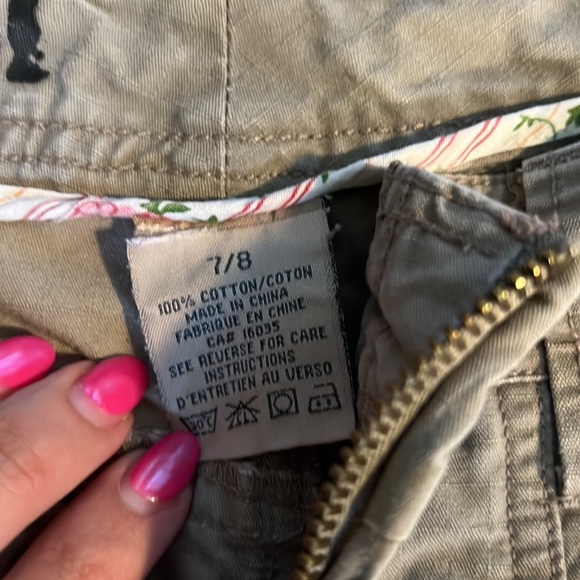 7/8
100% COTTON/COTON
MADE IN CHINA
FABRIQUE EN CHINE
CA# 16035
SEE REVERSE FOR CARE
INSTRUCTIONS
D'ENTRETIEN AU VERSO